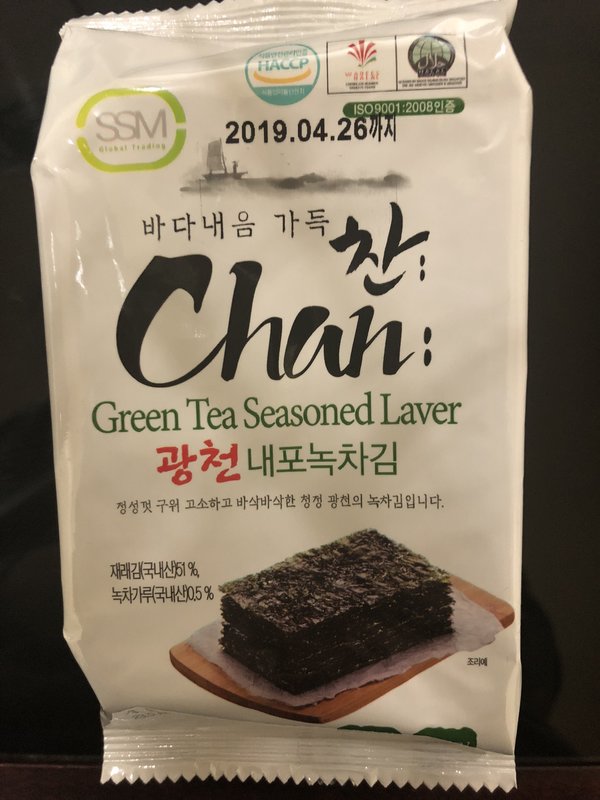 HACCP
SSM
Global Trading
ISO9001:2008인증
2019.04.26까지
바다내음 가득
찬:
Chan:
Green Tea Seasoned Laver
광천 내포녹차김
정성껏 구워 고소하고 바삭바삭한 청정 광천의 녹차김입니다.
재래김(국내산)51%,
녹차가루(국내산)0.5%
조리예